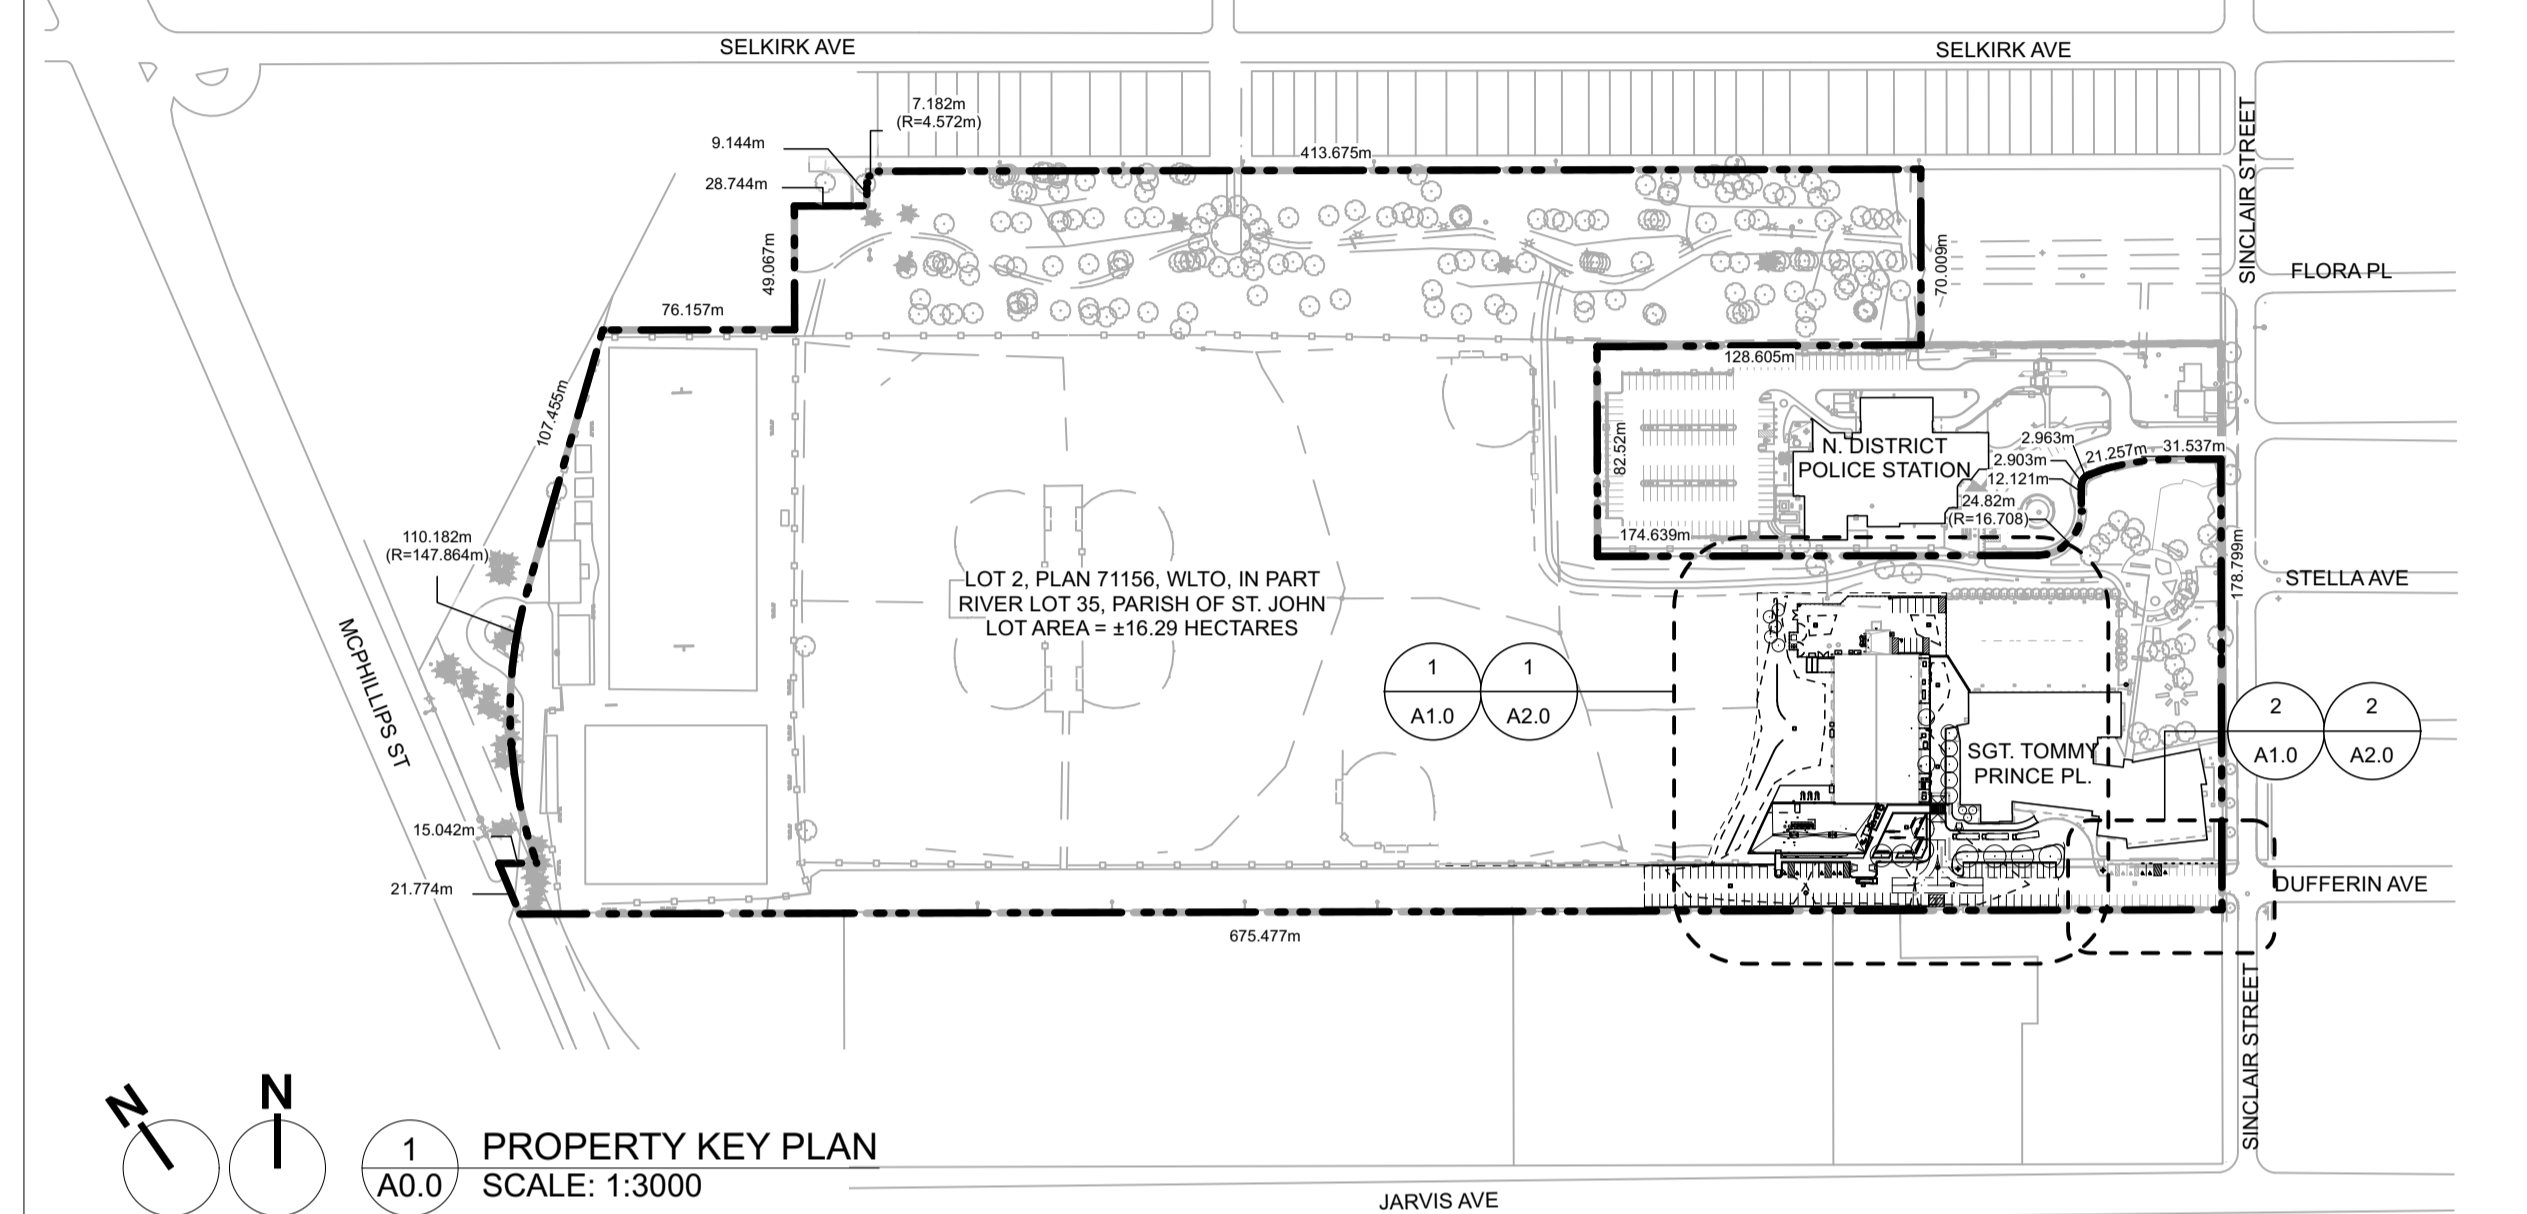 SELKIRK AVE
SELKIRK AVE
7.182m
(R=4.572m)
9.144m
28.744m
413.675m
SINCLAIR STREET
49.067m
70.009m
FLORA PL
76.157m
128.605m
107.455m
82.52m
N. DISTRICT
POLICE STATION
2.963m
2.903m
12.121m
21.257m
31.537m
24.82m
(R=16.708)
174.639m
110.182m
(R=147.864m)
LOT 2, PLAN 71156, WLTO, IN PART
RIVER LOT 35, PARISH OF ST. JOHN
LOT AREA = ±16.29 HECTARES
178.799m
STELLA AVE
MCPHILLIPS ST
1
A1.0
1
A2.0
SGT. TOMMY
PRINCE PL.
2
A1.0
2
A2.0
15.042m
21.774m
DUFFERIN AVE
675.477m
SINCLAIR STREET
N
N
1
A0.0
PROPERTY KEY PLAN
SCALE: 1:3000
JARVIS AVE